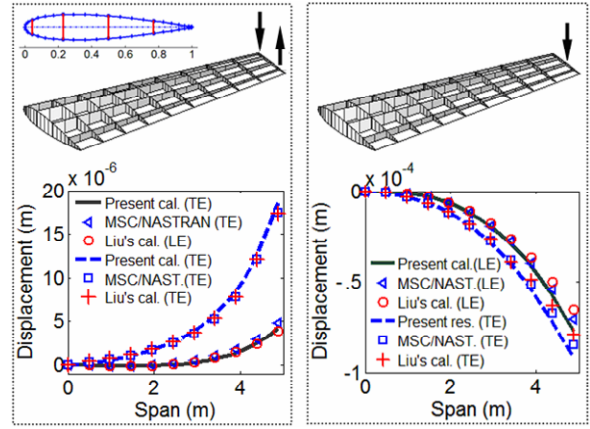 0 0.2 0.4 0.6 0.8 1
x 10⁻⁶
20
15
10
5
0
Displacement (m)
Present cal. (TE)
MSC/NASTRAN (TE)
Liu's cal. (LE)
Present cal. (TE)
MSC/NAST.(TE)
Liu's cal. (TE)
0 2 4
Span (m)
x 10⁻⁴
0
-.5
-1
Displacement (m)
Present cal.(LE)
MSC/NAST.(LE)
Liu's cal. (LE)
Present res. (TE)
MSC/NAST. (TE)
Liu's cal. (TE)
0 2 4
Span (m)